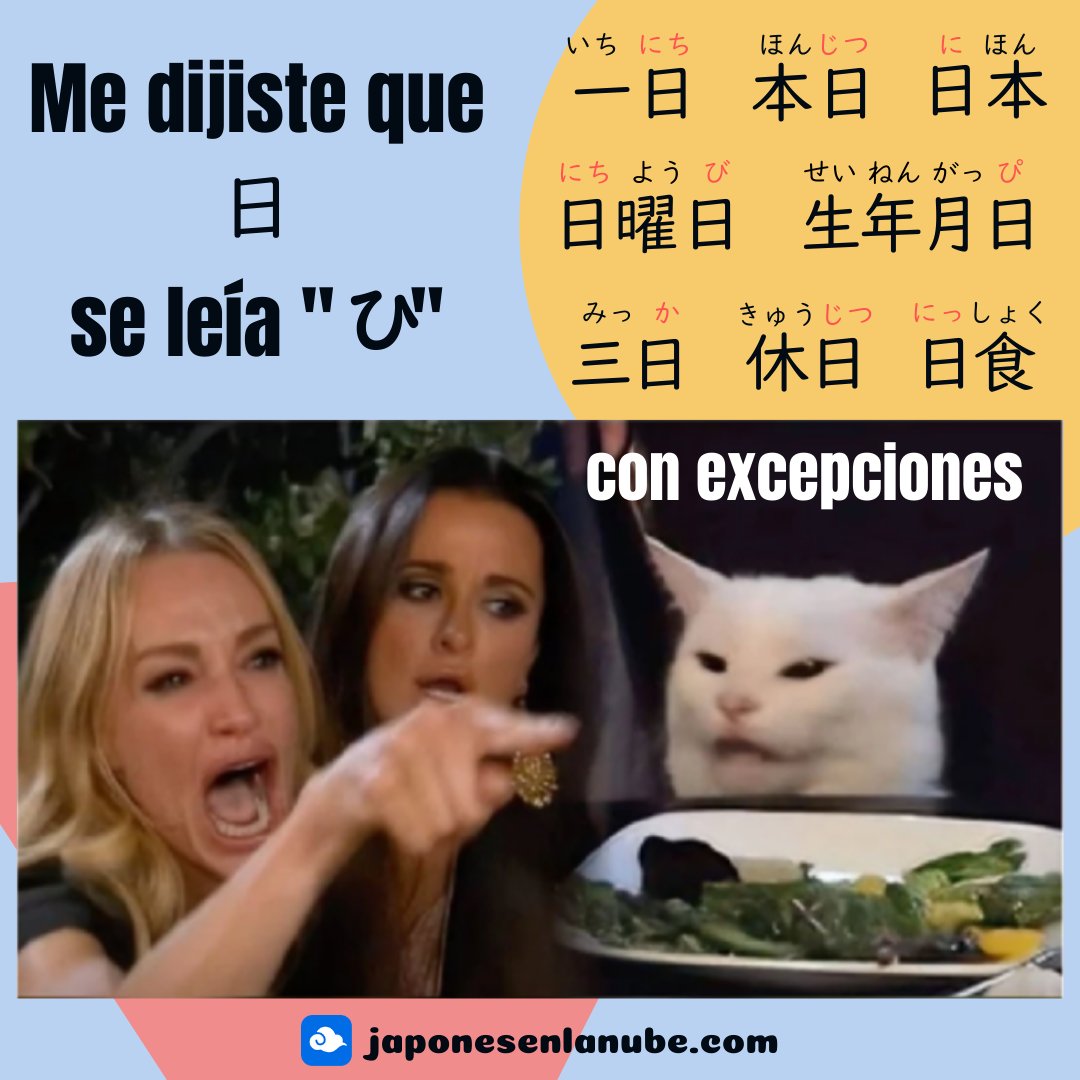 Me dijiste que
日
se leía "び"
いち にち ほんじつ に ほん
一日 本日 日本
にち よう び せい ねん がっ ぴ
日曜日 生年月日
みっ か きゅうじつ にっしょく
三日 休日 日食
con excepciones
japonesenlanube.com